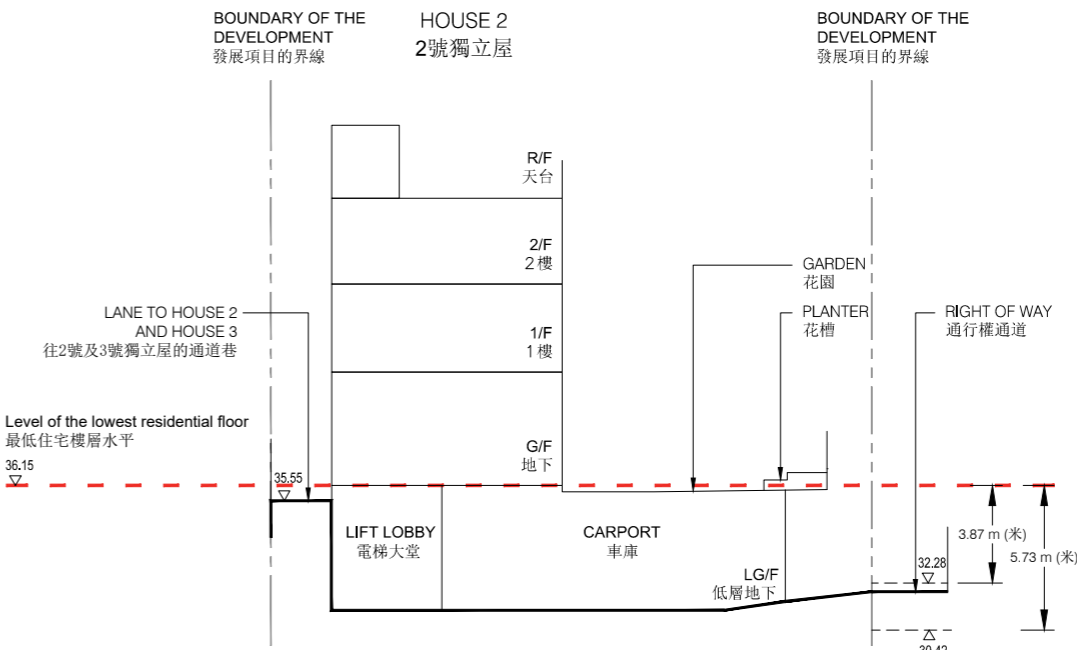 BOUNDARY OF THE
DEVELOPMENT
發展項目的界線
HOUSE 2
2號獨立屋
BOUNDARY OF THE
DEVELOPMENT
發展項目的界線
R/F
天台
2/F
2樓
GARDEN
花園
LANE TO HOUSE 2
AND HOUSE 3
往2號及3號獨立屋的通道巷
1/F
1樓
PLANTER
花槽
RIGHT OF WAY
通行權通道
Level of the lowest residential floor
最低住宅樓層水平
36.15
G/F
地下
35.55
LIFT LOBBY
電梯大堂
CARPORT
車庫
LG/F
低層地下
3.87 m (米)
5.73 m (米)
32.28
30.42